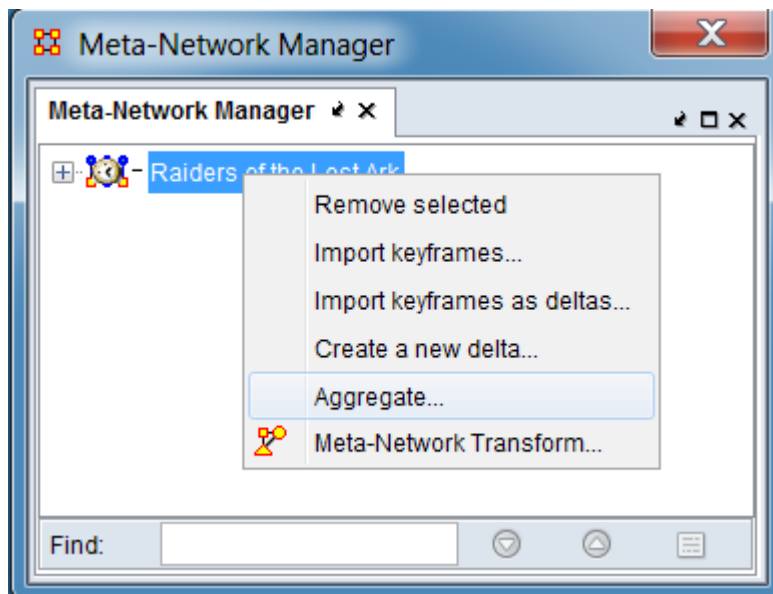 Meta-Network Manager
Meta-Network Manager
Raiders of the Lost Ark
Remove selected
Import keyframes...
Import keyframes as deltas...
Create a new delta...
Aggregate...
Meta-Network Transform...
Find: